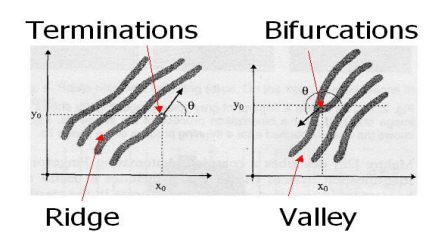 Terminations
Bifurcations
θ
θ
y₀
y₀
x₀
x₀
Ridge
Valley